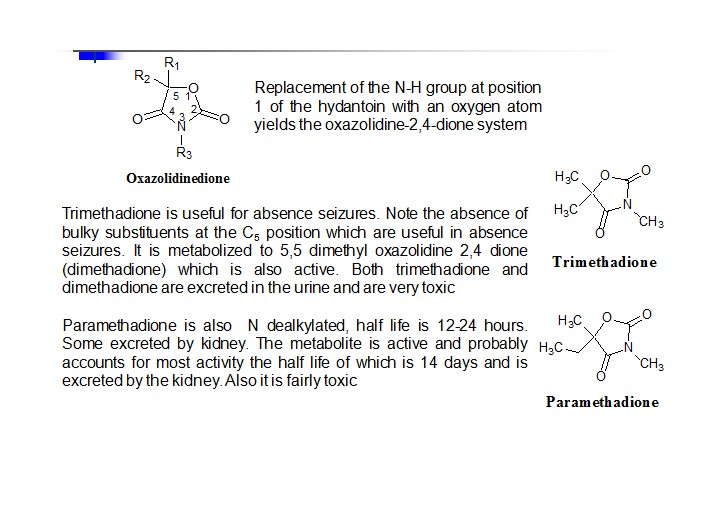 R1
R2
O
5 1
4 3 2
O
N
O
R3
Oxazolidinedione
Replacement of the N-H group at position
1 of the hydantoin with an oxygen atom
yields the oxazolidine-2,4-dione system
H3C
O
O
H3C
N
CH3
O
Trimethadione
Trimethadione is useful for absence seizures. Note the absence of
bulky substituents at the C5 position which are useful in absence
seizures. It is metabolized to 5,5 dimethyl oxazolidine 2,4 dione
(dimethadione) which is also active. Both trimethadione and
dimethadione are excreted in the urine and are very toxic
Paramethadione is also N dealkylated, half life is 12-24 hours.
Some excreted by kidney. The metabolite is active and probably
accounts for most activity the half life of which is 14 days and is
excreted by the kidney. Also it is fairly toxic
H3C
O
O
H3C
N
CH3
O
Paramethadione